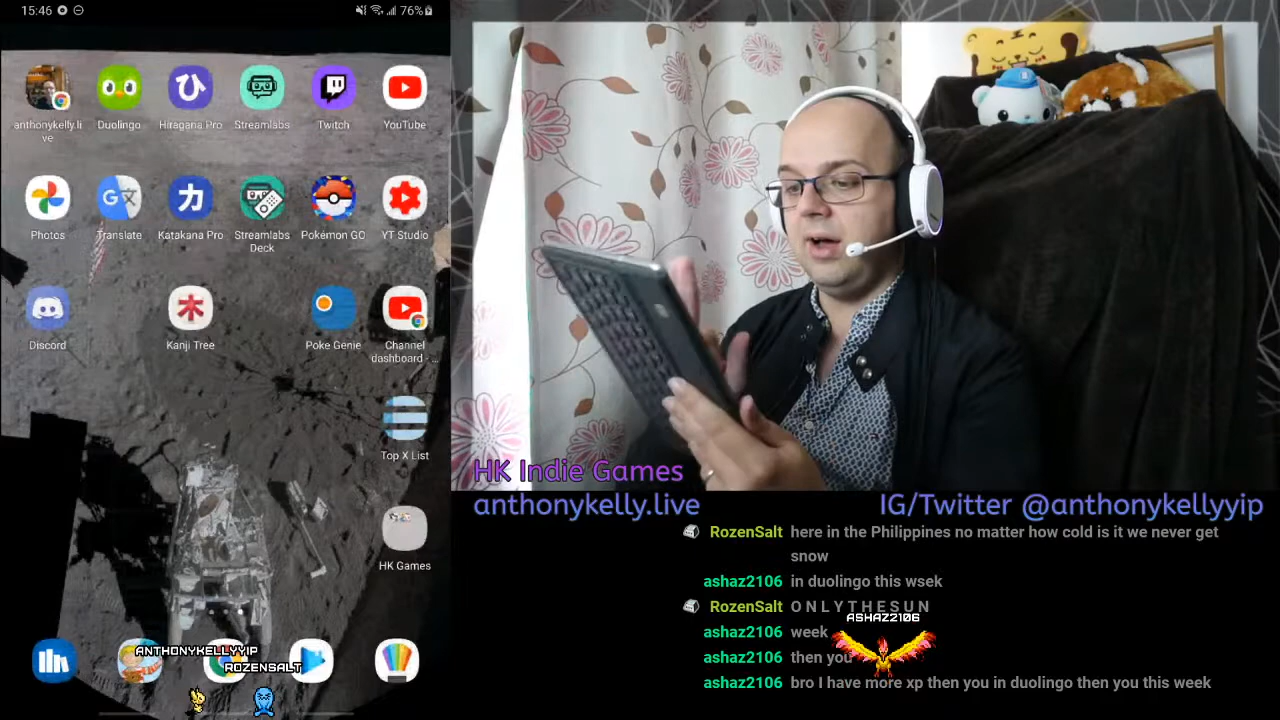 15:46
76%
anthonykelly.li
ve
Duolingo
Hiragana Pro
Streamlabs
Twitch
YouTube
Photos
Translate
Katakana Pro
Streamlabs
Deck
Pokémon GO
YT Studio
Discord
Kanji Tree
Poke Genie
Channel
dashboard - ...
Top X List
HK Games
ANTHONYKELLYYIP
ROZENSALT
HK Indie Games
anthonykelly.live
IG/Twitter @anthonykellyyip
RozenSalt here in the Philippines no matter how cold is it we never get
snow
ashaz2106 in duolingo this wsek
RozenSalt O N L Y T H E S U N
ASHAZ2106
ashaz2106 week
ashaz2106 then you
ashaz2106 bro I have more xp then you in duolingo then you this week